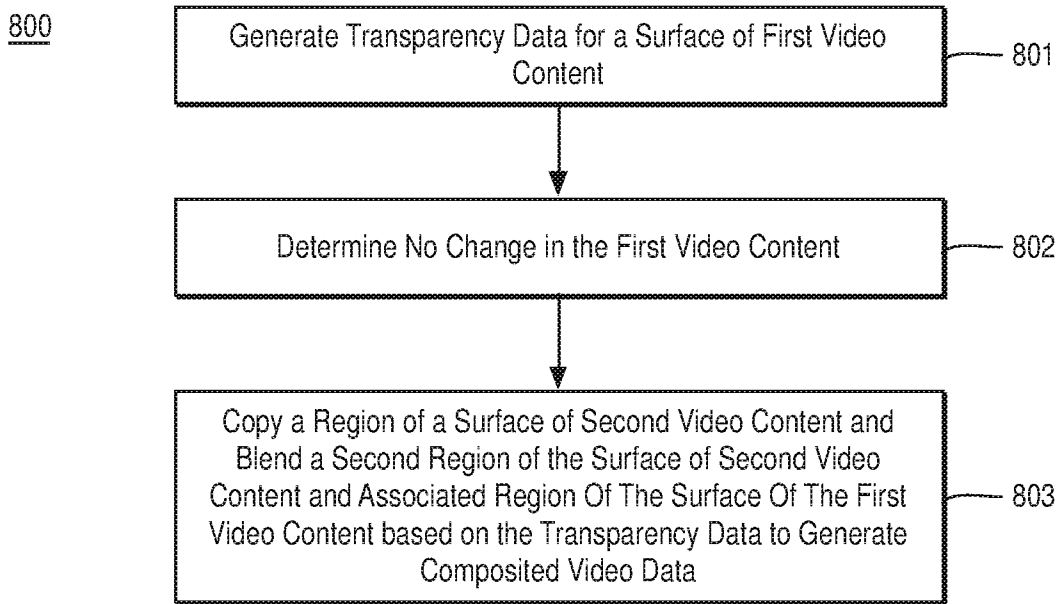 800
Generate Transparency Data for a Surface of First Video
Content
801
Determine No Change in the First Video Content
802
Copy a Region of a Surface of Second Video Content and
Blend a Second Region of the Surface of Second Video
Content and Associated Region Of The Surface Of The First
Video Content based on the Transparency Data to Generate
Composited Video Data
803